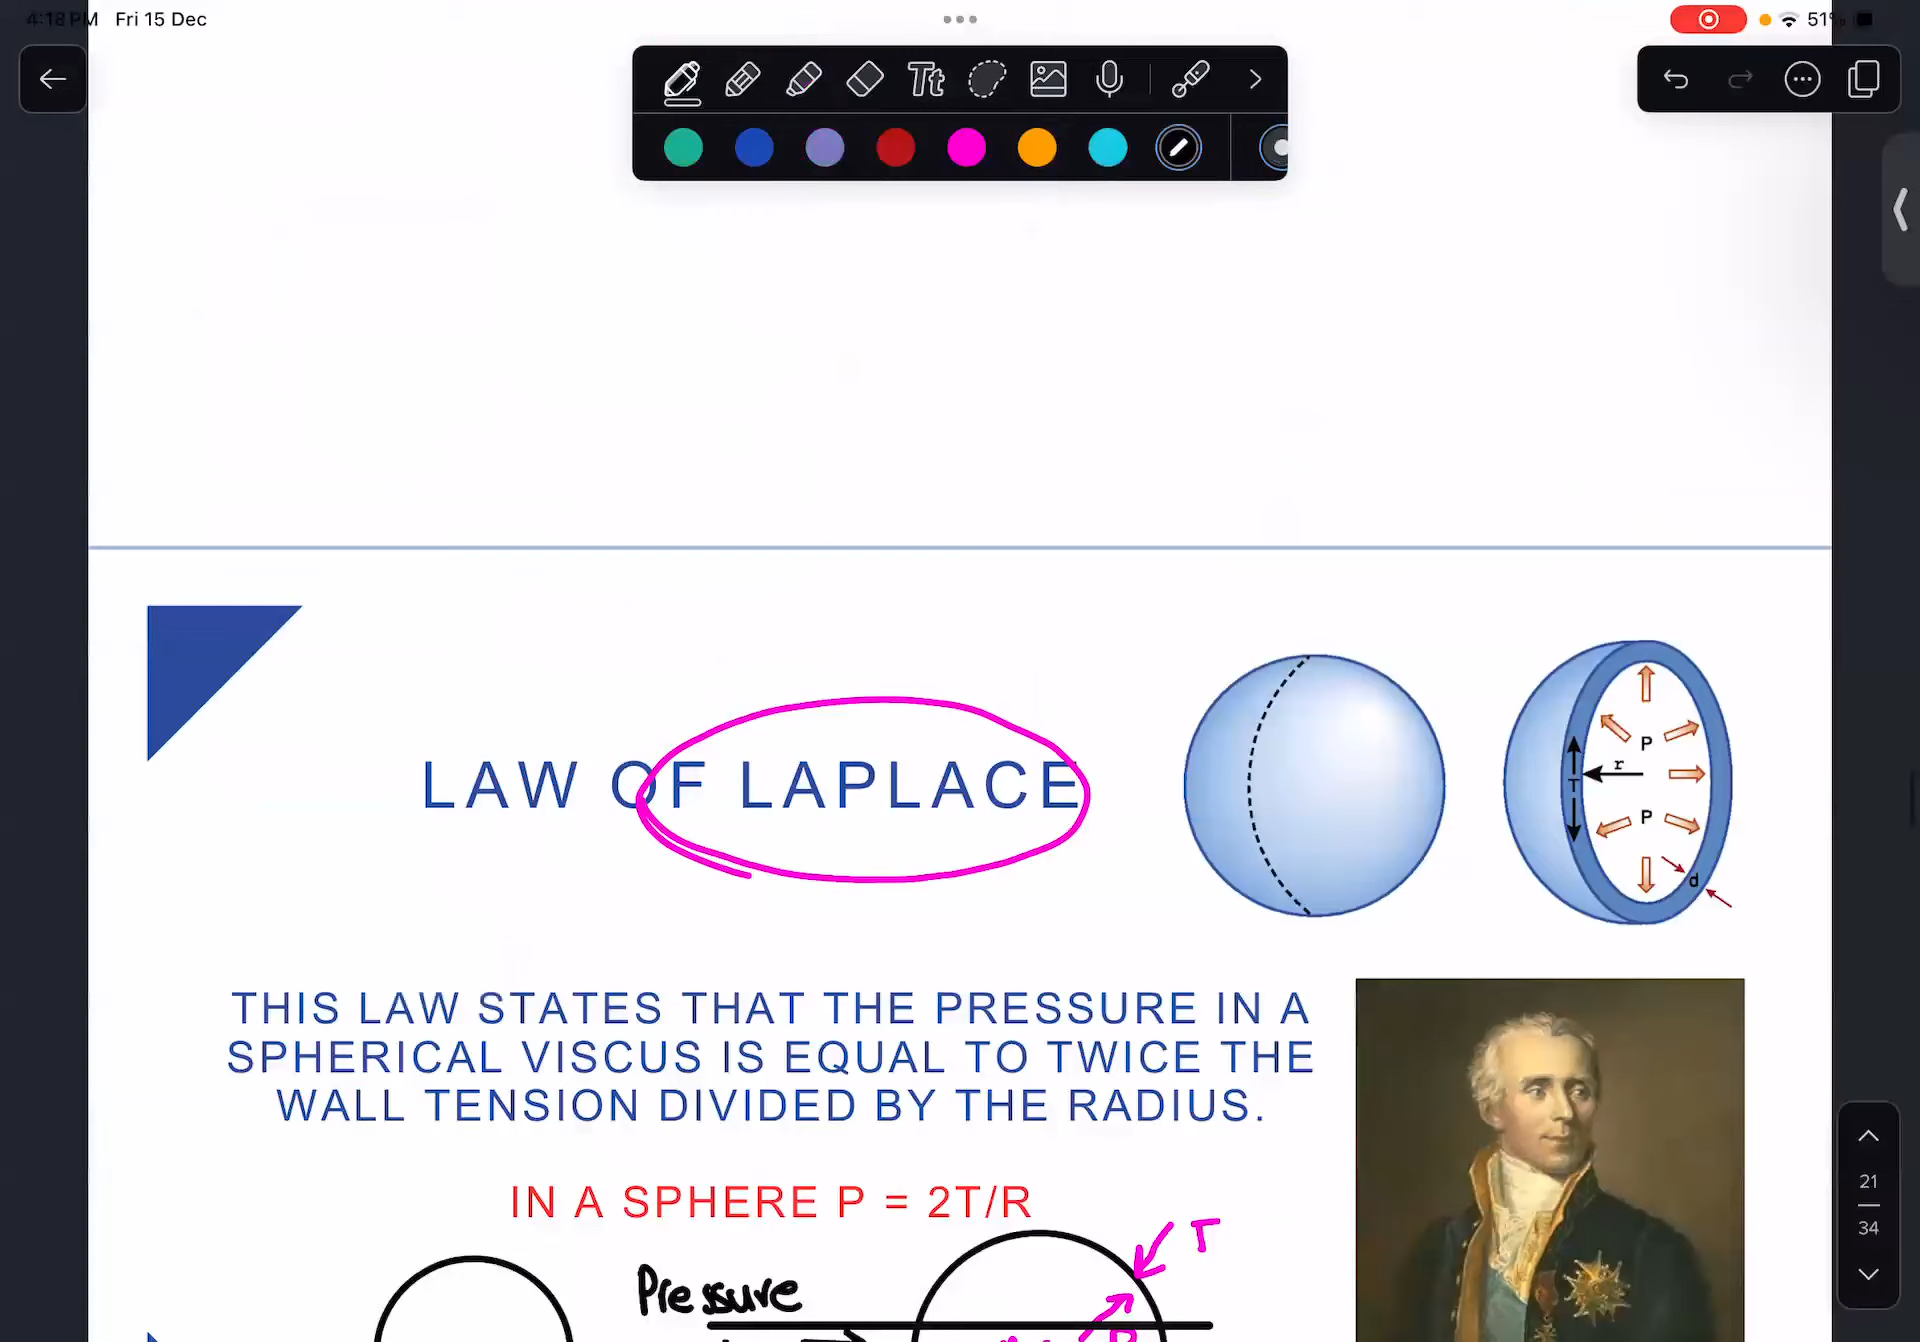 4:18 PM Fri 15 Dec
51%
Tt
LAW OF LAPLACE
P
r
T
P
d
THIS LAW STATES THAT THE PRESSURE IN A
SPHERICAL VISCUS IS EQUAL TO TWICE THE
WALL TENSION DIVIDED BY THE RADIUS.
IN A SPHERE P = 2T/R
T
Pressure
21
34